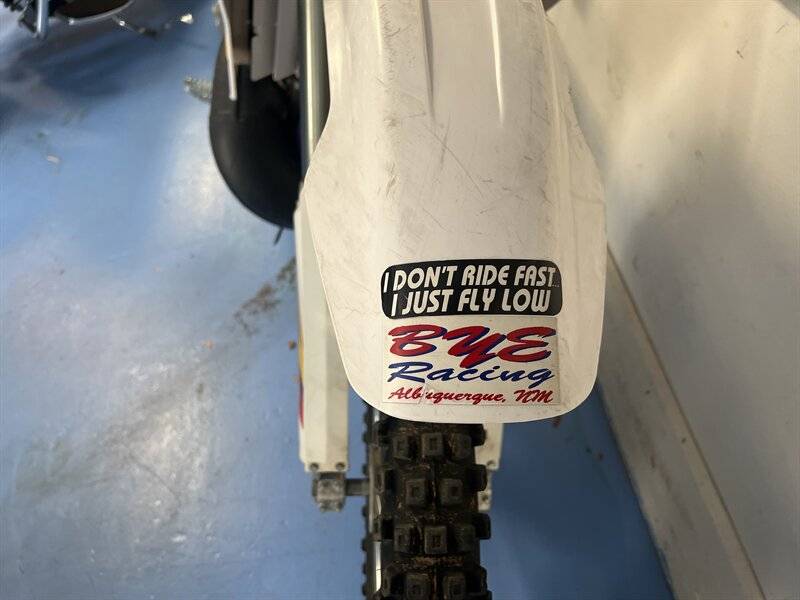 I DON'T RIDE FAST...
I JUST FLY LOW
BYE
Racing
Albuquerque, NM